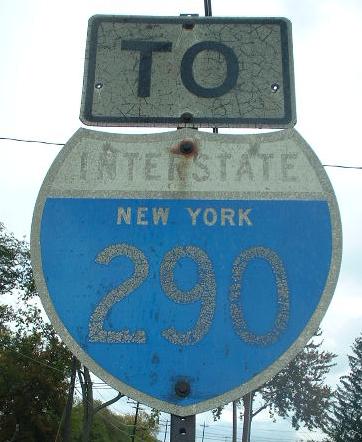 TO
INTERSTATE
NEW YORK
290